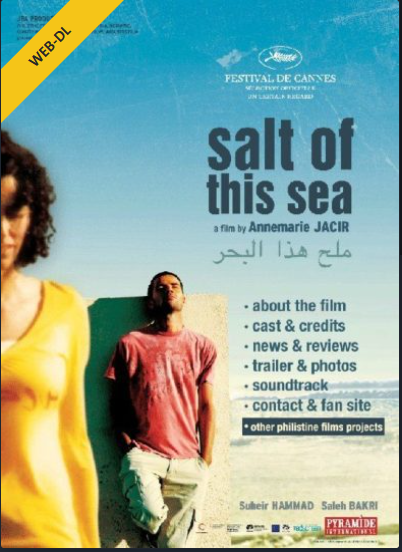 WEB-DL
FESTIVAL DE CANNES
salt of
this sea
a film by Annemarie JACIR
ملح هذا البحر
• about the film
• cast & credits
• news & reviews
• trailer & photos
• soundtrack
• contact & fan site
• other philistine films projects
Suheir HAMMAD Saleh BAKRI
PYRAMIDE
INTERNATIONAL